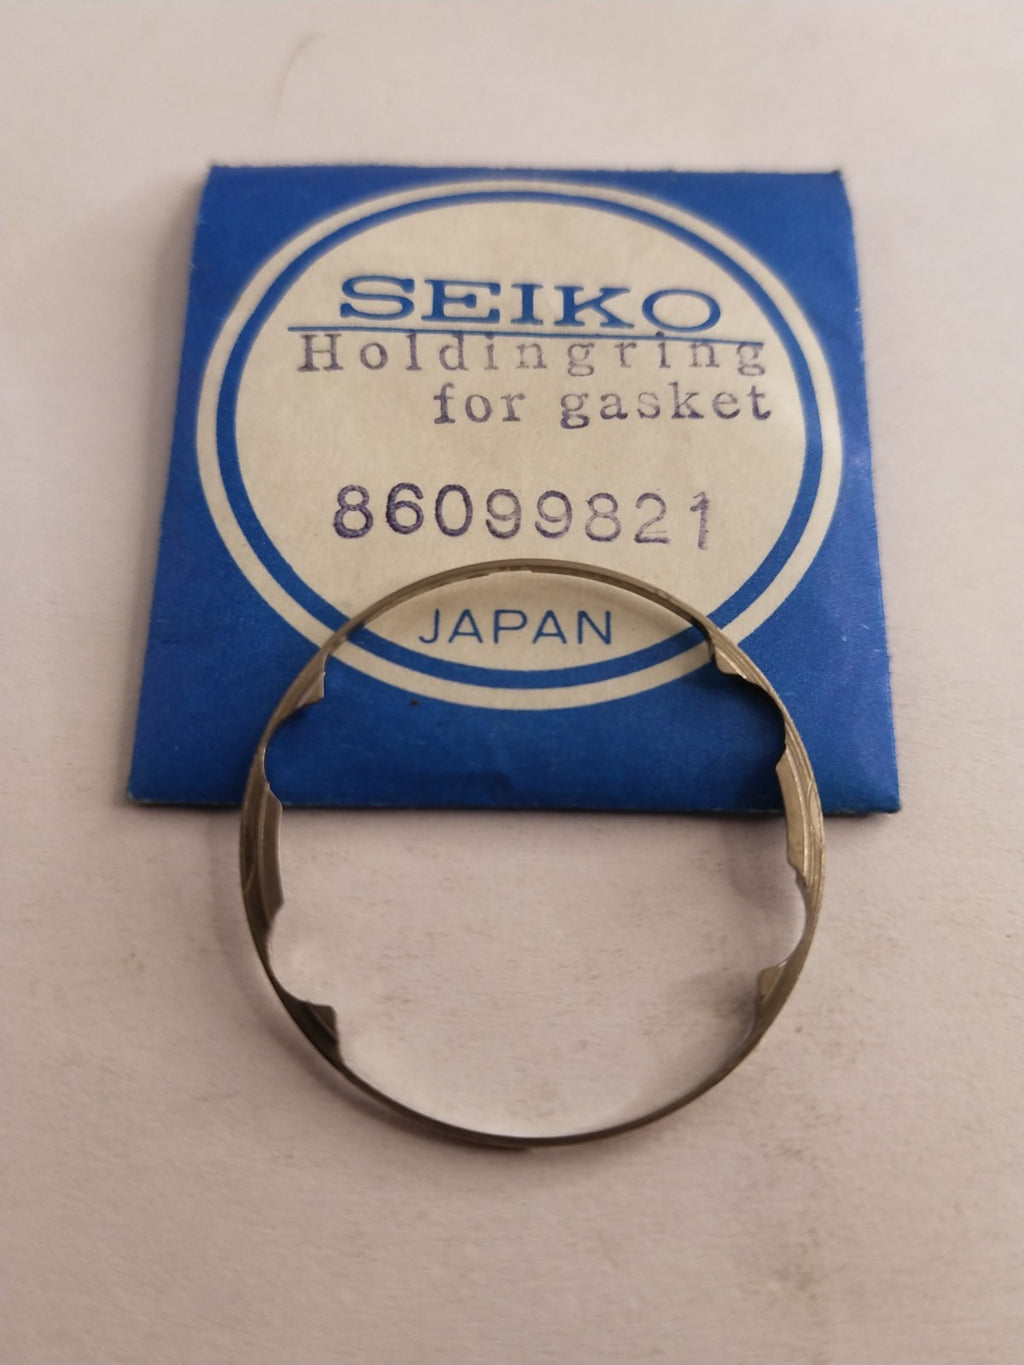 SEIKO
Holdingring
for gasket
86099821
JAPAN